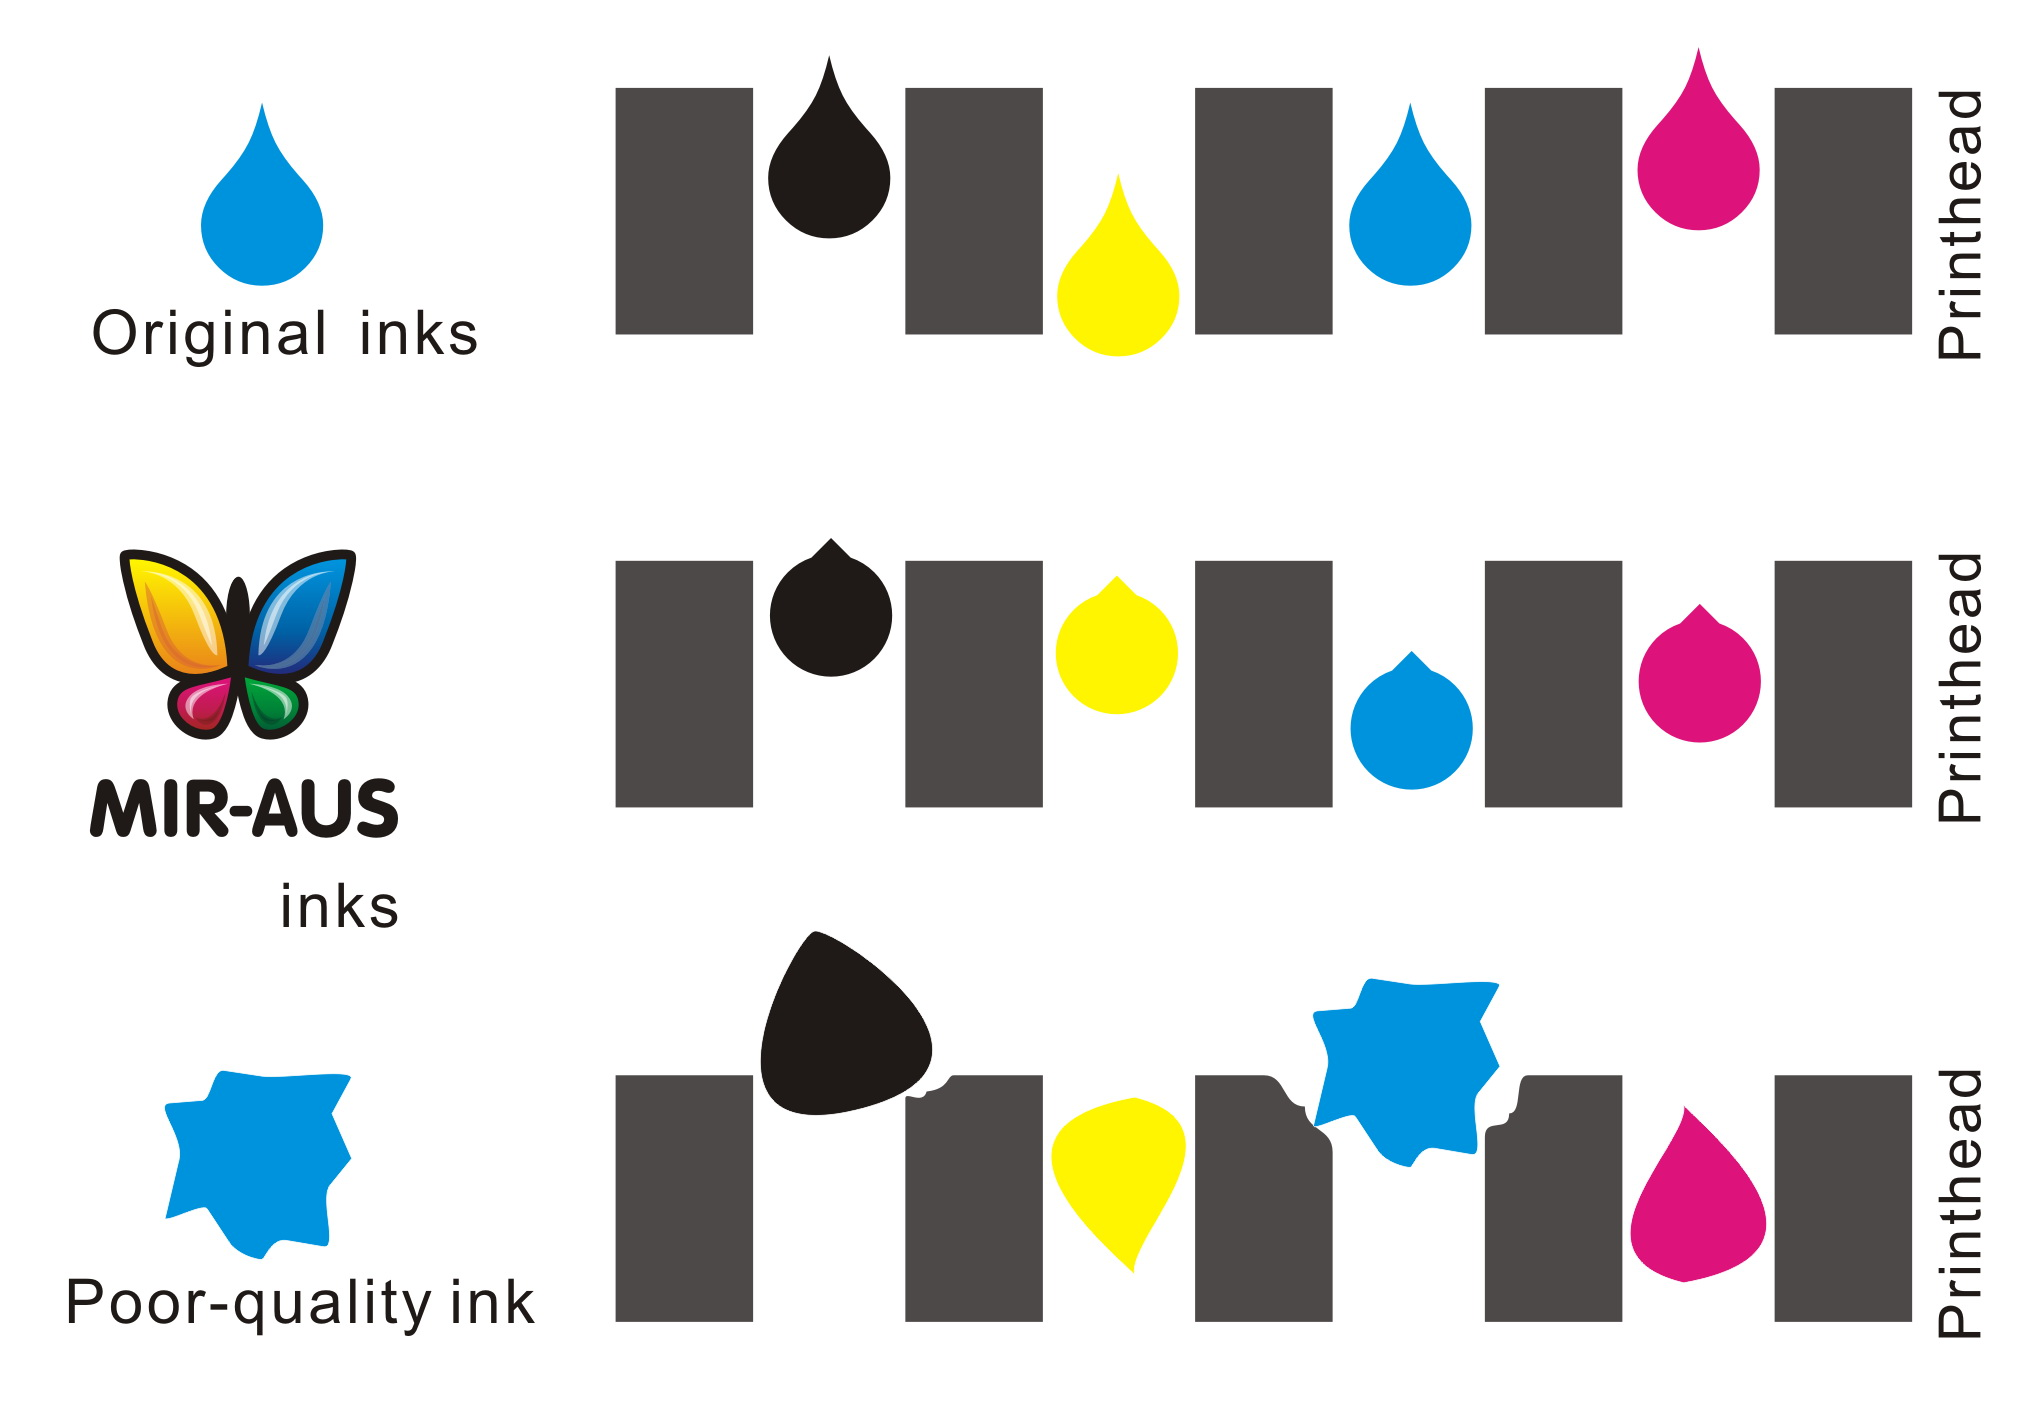 Original inks
Printhead
MIR-AUS
inks
Printhead
Poor-quality ink
Printhead